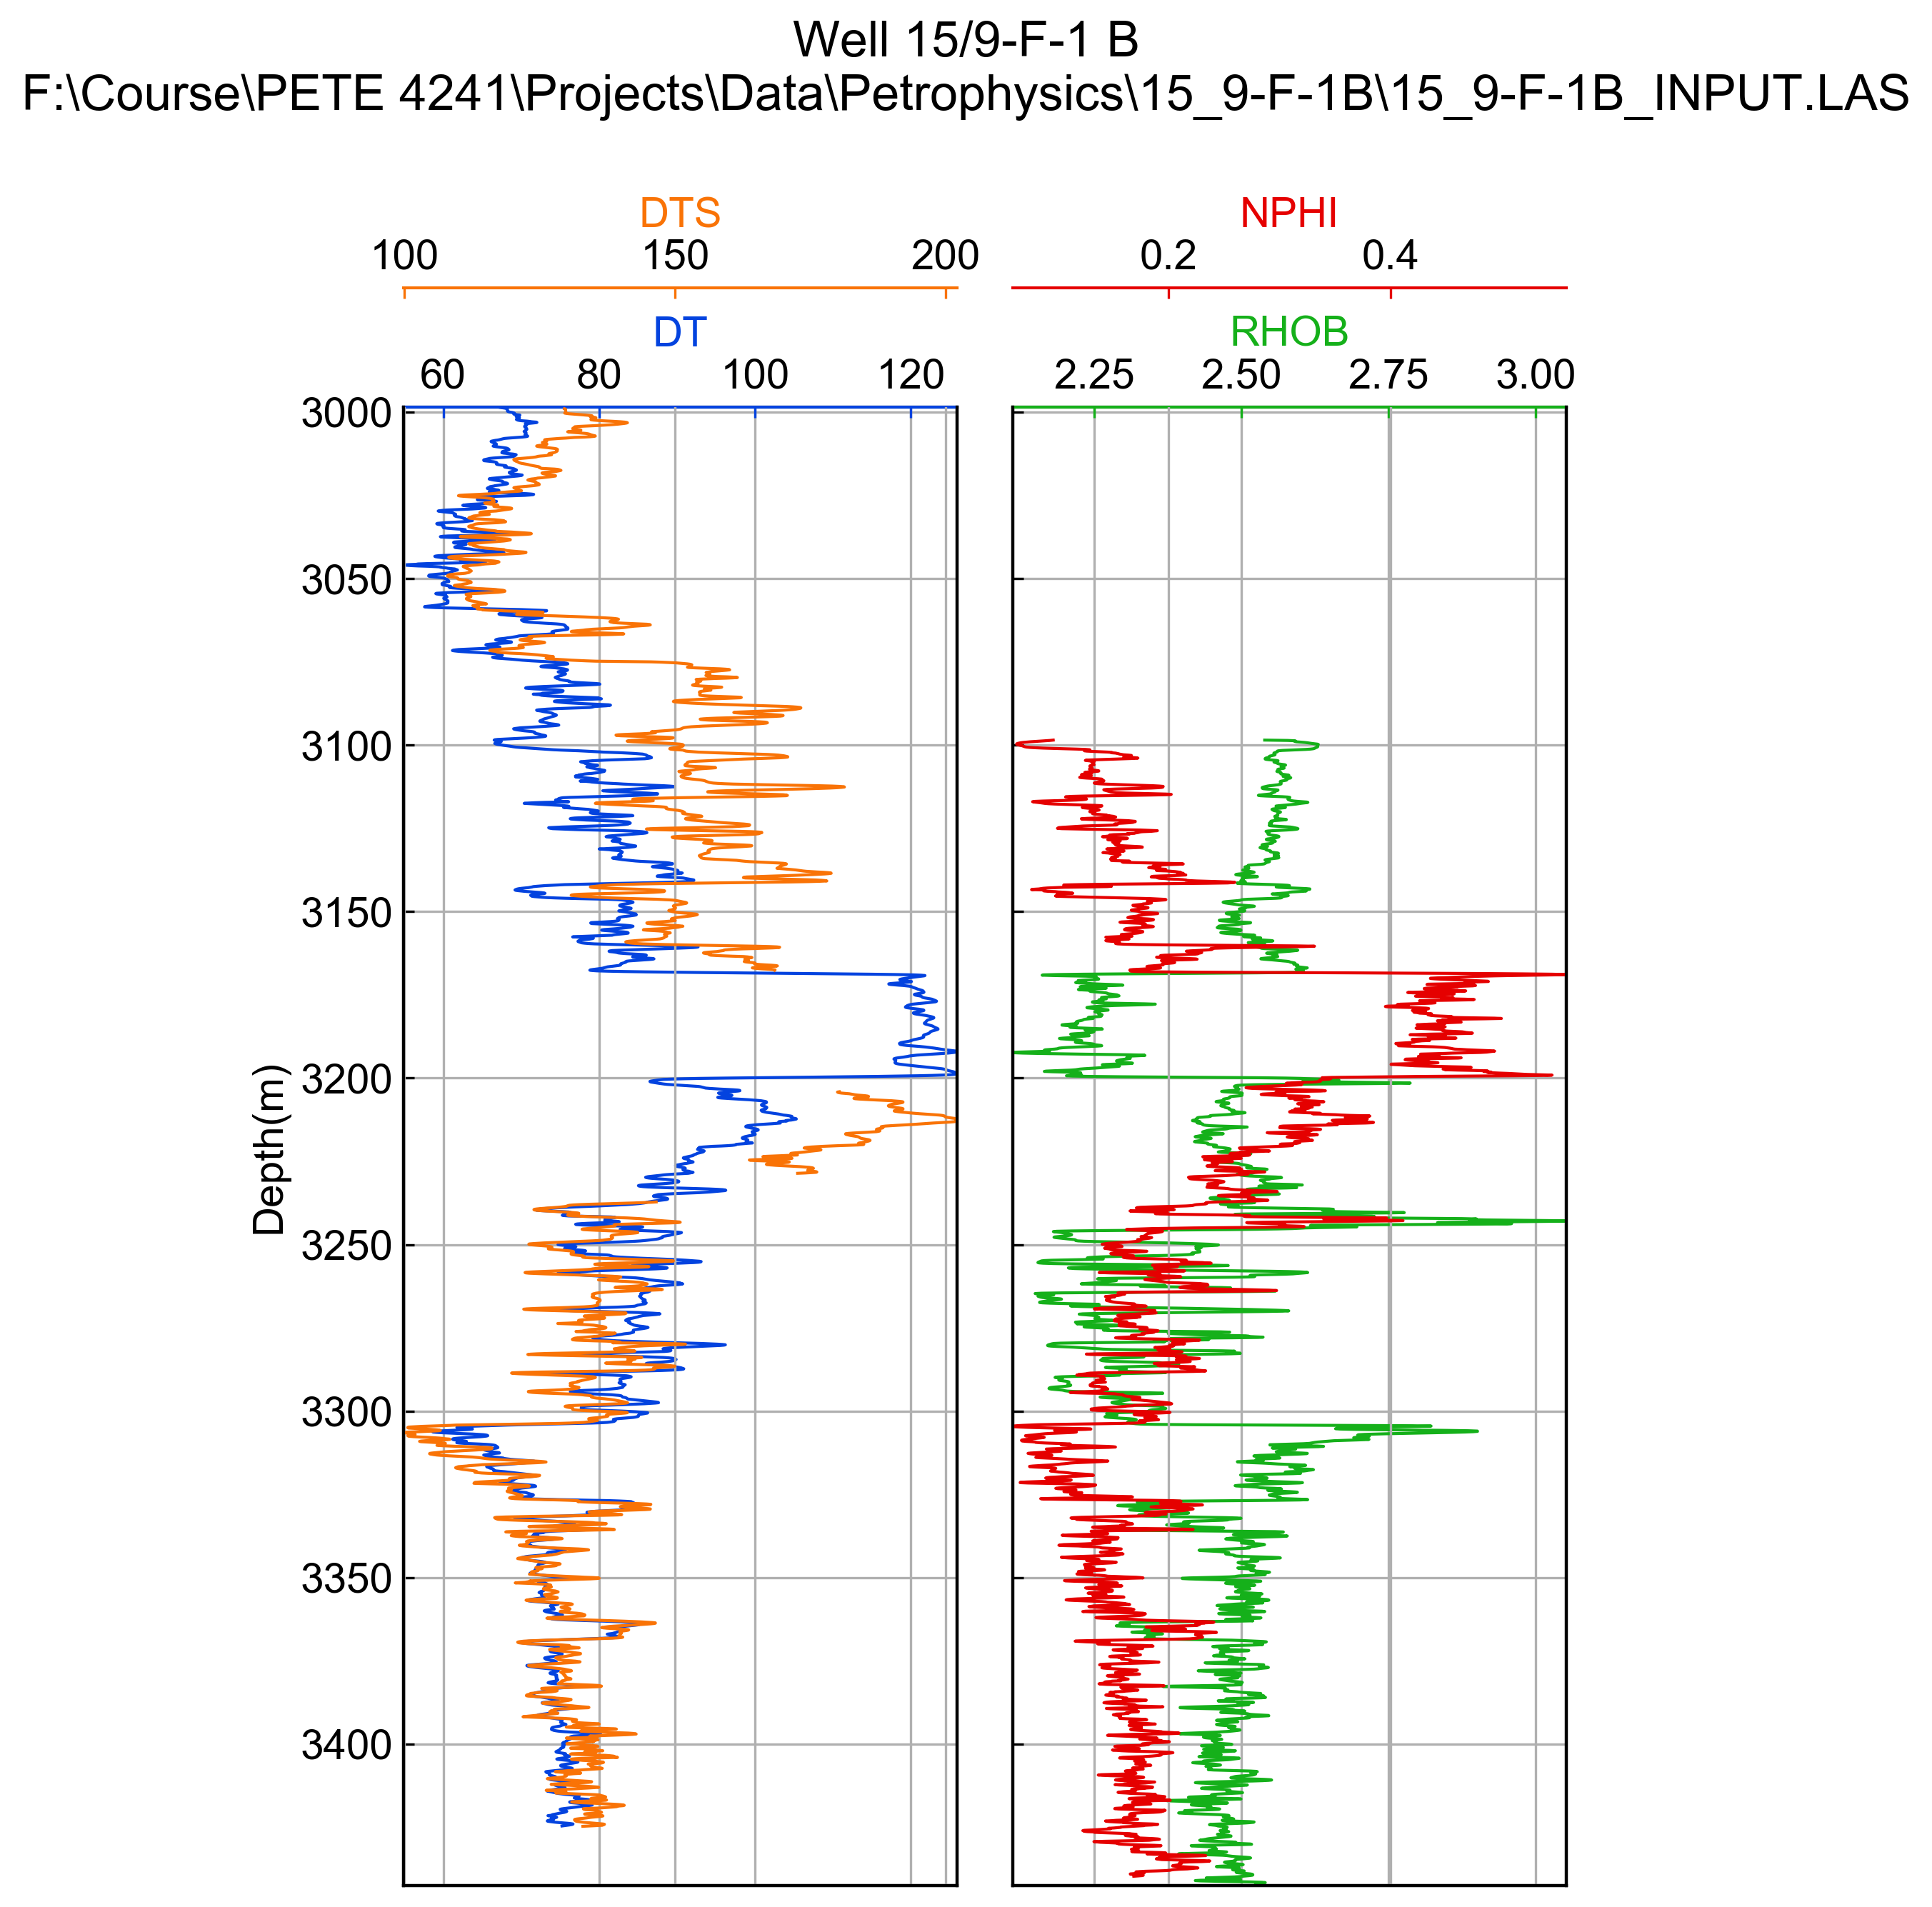 Well 15/9-F-1 B
F:\Course\PETE 4241\Projects\Data\Petrophysics\15_9-F-1B\15_9-F-1B_INPUT.LAS
DTS
100 150 200
DT
60 80 100 120
NPHI
0.2 0.4
RHOB
2.25 2.50 2.75 3.00
Depth(m)
3000
3050
3100
3150
3200
3250
3300
3350
3400